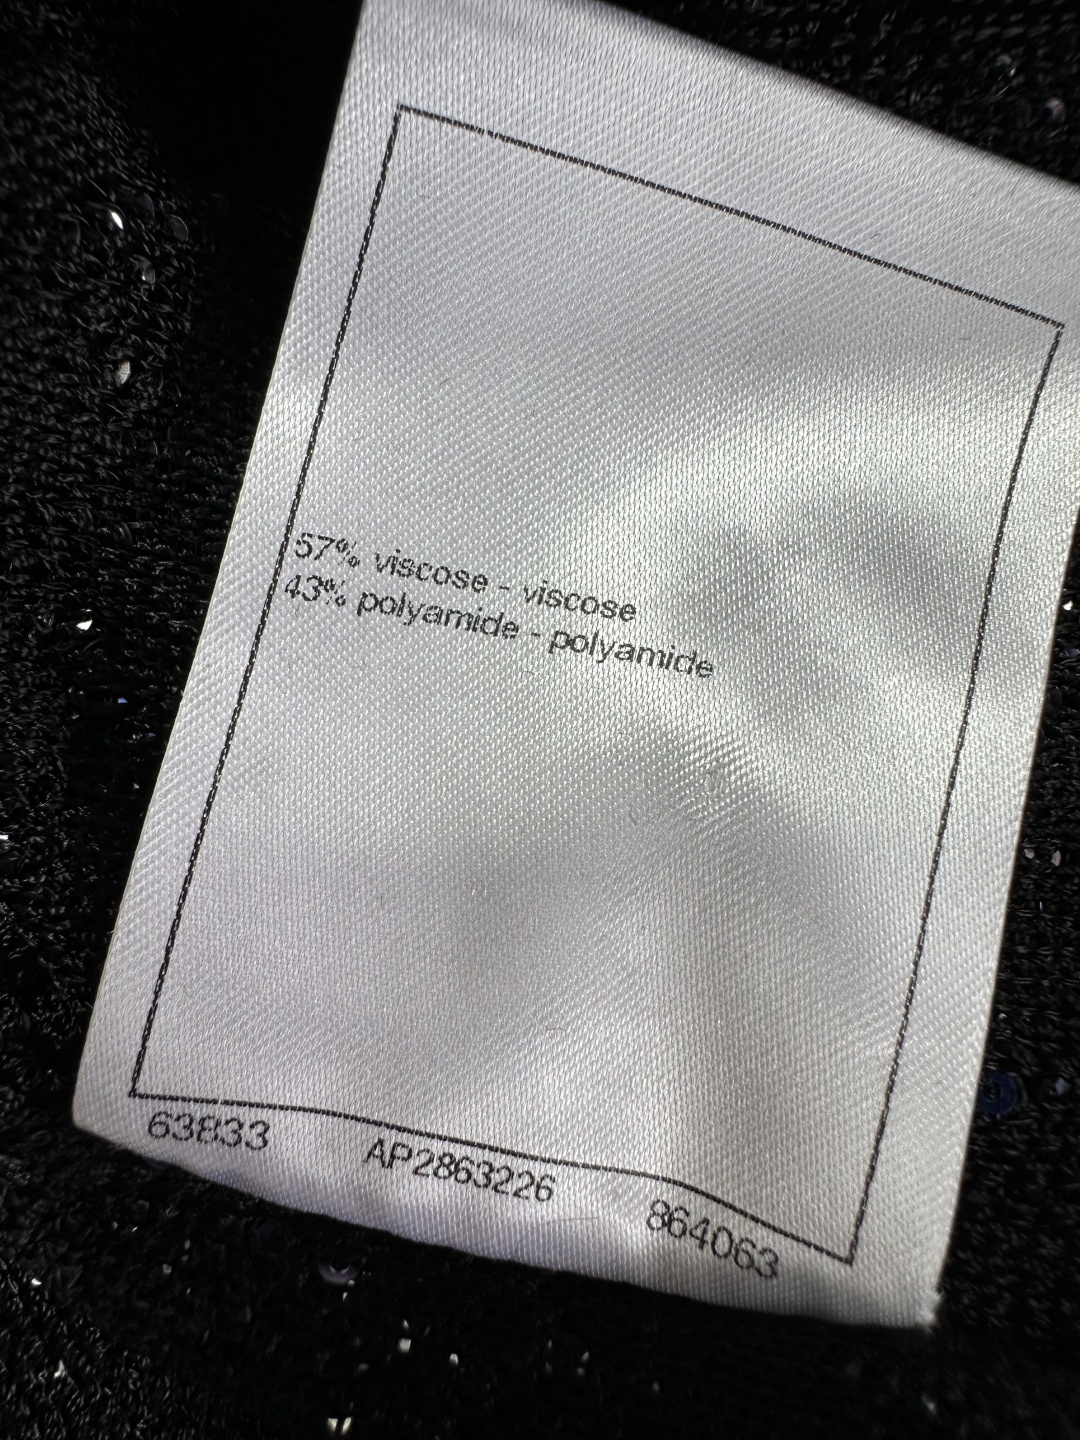 57% viscose - viscose
43% polyamide - polyamide
63833 AP2863226 864063